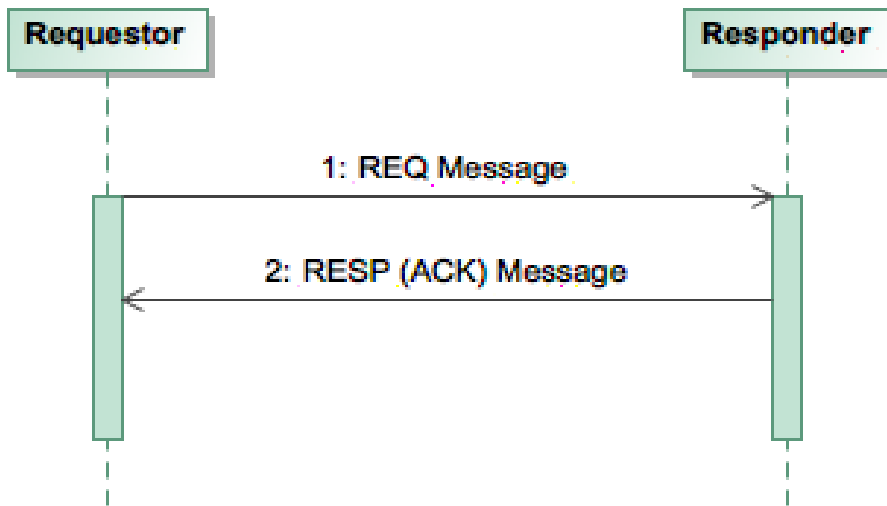 Requestor
Responder
1: REQ Message
2: RESP (ACK) Message